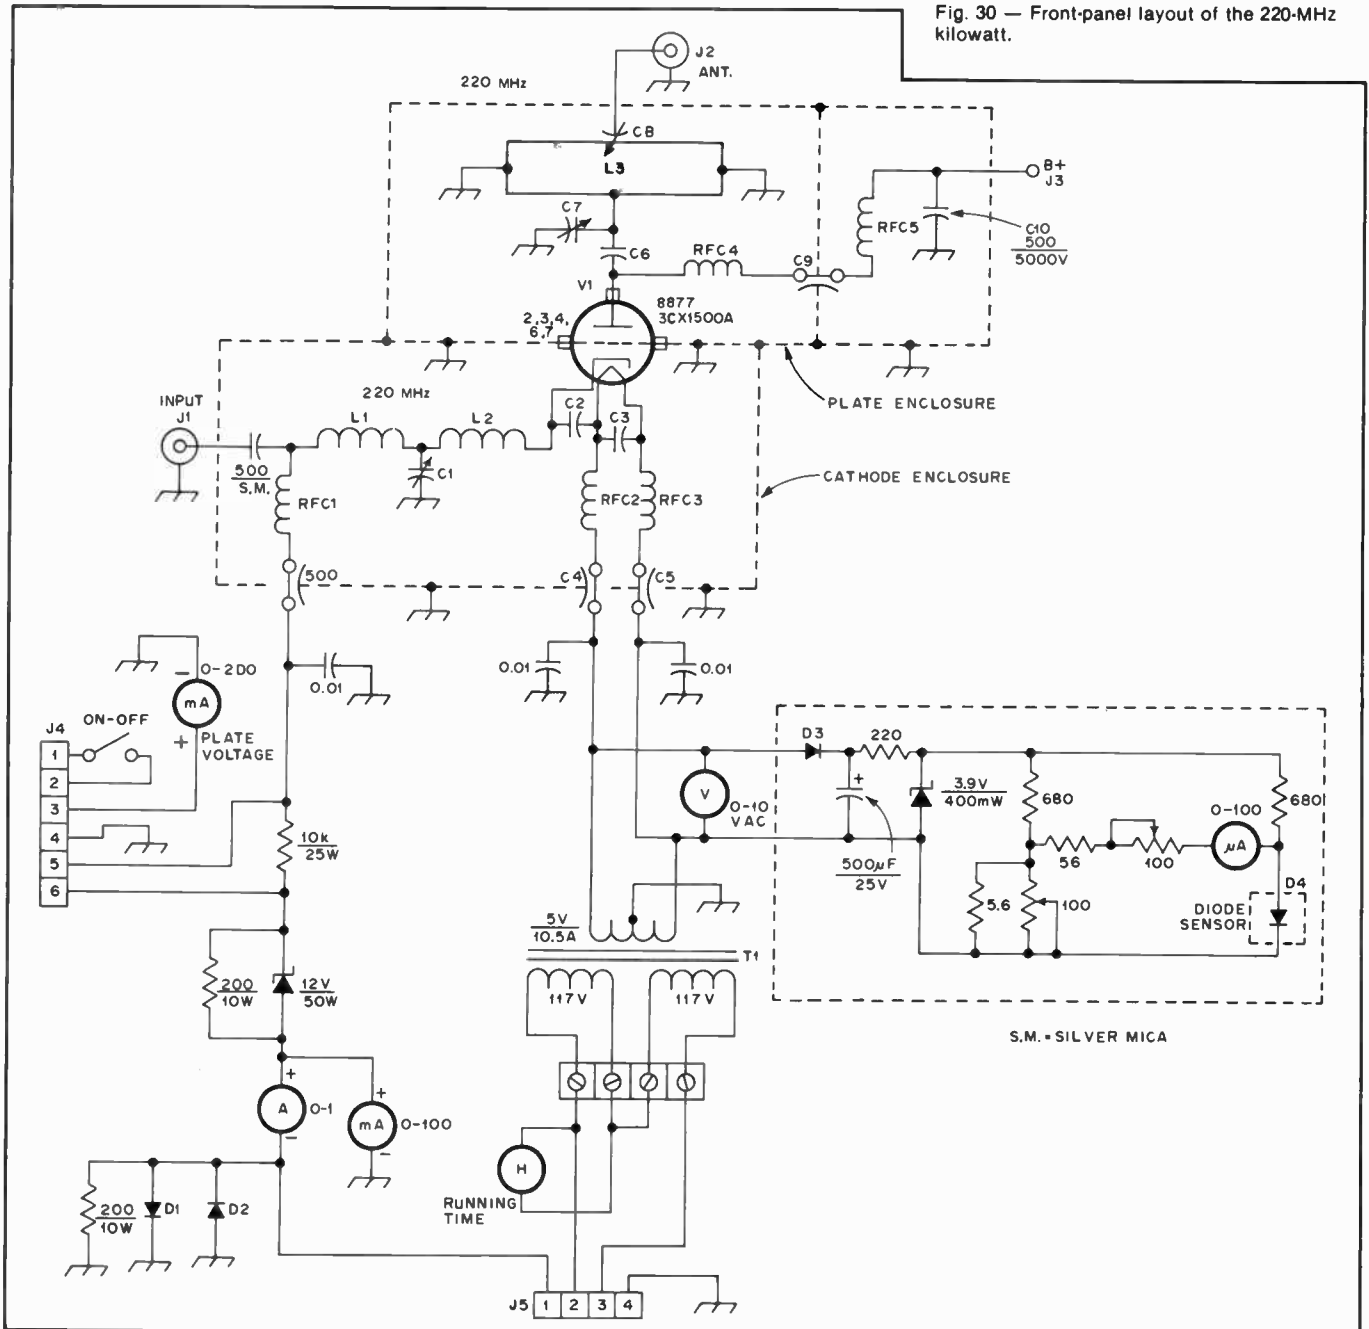 Fig. 30 — Front-panel layout of the 220-MHz
kilowatt.
J2
ANT.
220 MHz
C8
L3
B+
J3
C7
C6
RFC4
C9
RFC5
C10
500
5000V
V1
8877
3CX1500A
2,3,4,
6,7
PLATE ENCLOSURE
220 MHz
INPUT
J1
L1
L2
C2
C3
500
S.M.
C1
RFC1
RFC2
RFC3
CATHODE ENCLOSURE
500
C4
C5
0.01
0.01
0.01
− 0-200
mA
+ PLATE
VOLTAGE
J4
ON-OFF
1
2
3
4
5
6
10k
25W
V
0-10
VAC
D3
220
+
500µF
25V
3.9V
400mW
680
680
0-100
µA
56
100
5.6
100
D4
DIODE
SENSOR
5V
10.5A
T1
117V
117V
S.M. = SILVER MICA
200
10W
12V
50W
+
A
0-1
−
+
mA
0-100
−
H
RUNNING
TIME
200
10W
D1
D2
J5
1
2
3
4